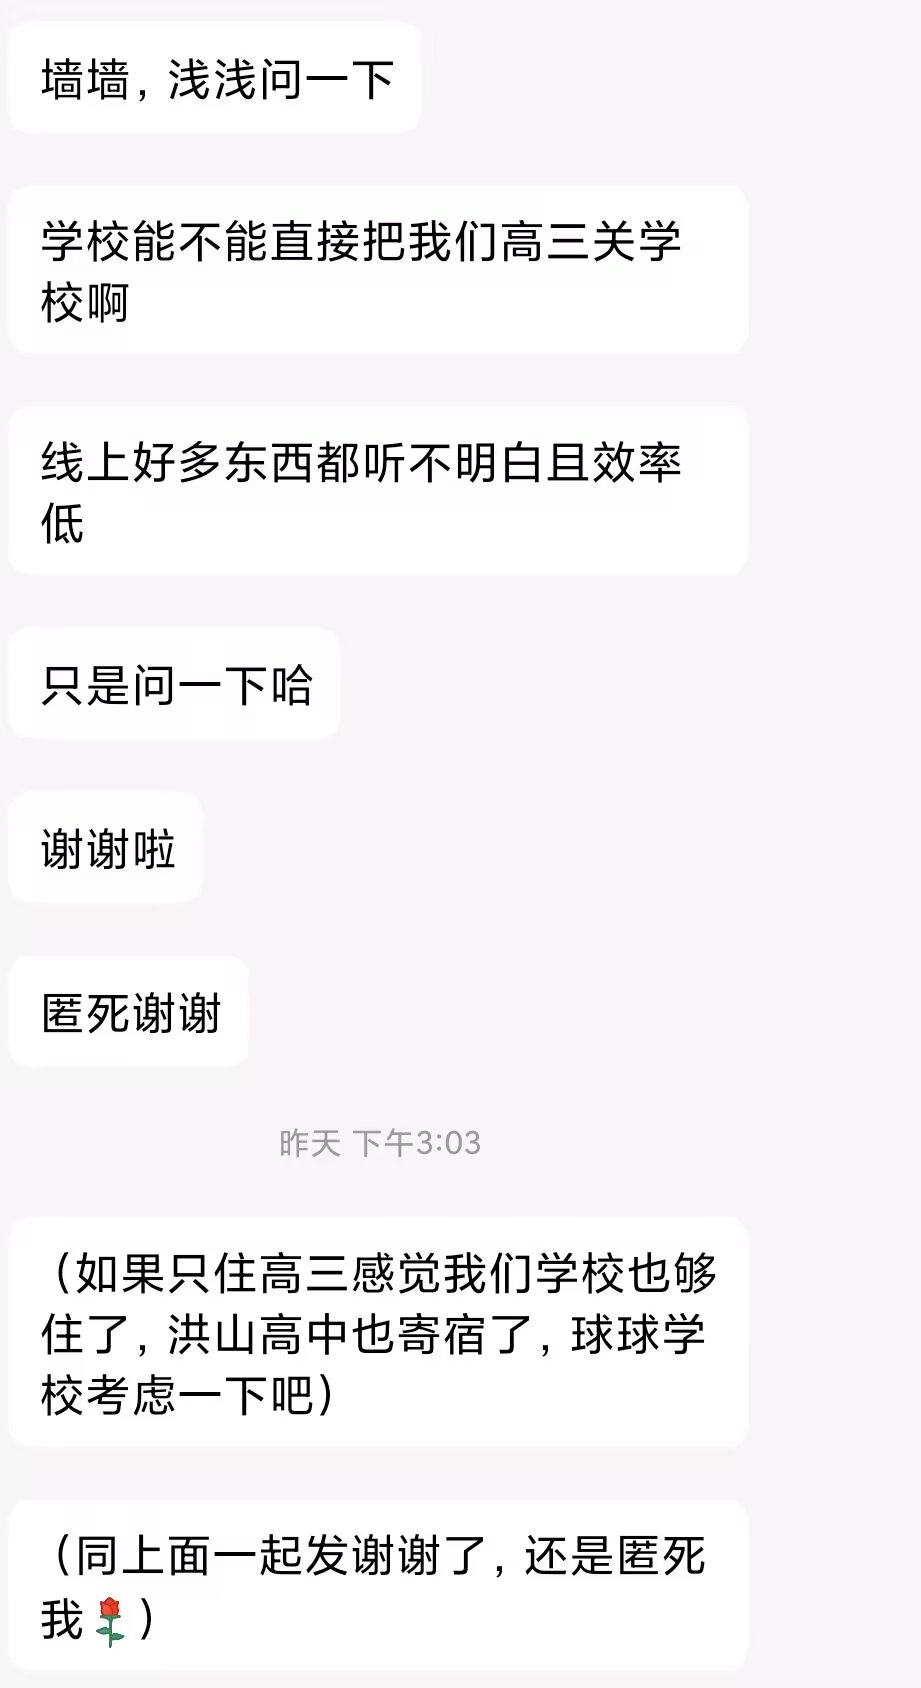 墙墙，浅浅问一下
学校能不能直接把我们高三关学
校啊
线上好多东西都听不明白且效率
低
只是问一下哈
谢谢啦
匿死谢谢
昨天 下午3:03
（如果只住高三感觉我们学校也够
住了，洪山高中也寄宿了，球球学
校考虑一下吧）
（同上面一起发谢谢了，还是匿死
我🌹）